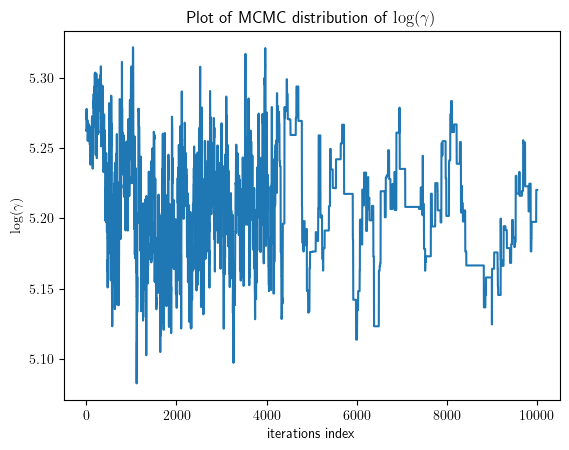 Plot of MCMC distribution of log(γ)
log(γ)
5.30
5.25
5.20
5.15
5.10
0 2000 4000 6000 8000 10000
iterations index